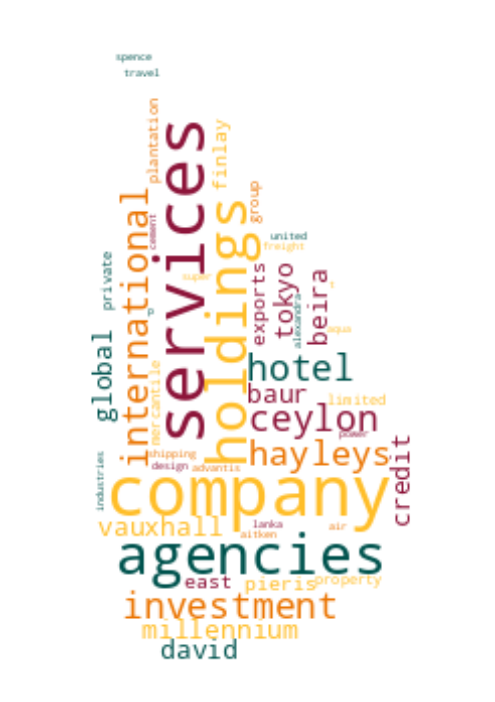 spence
travel
plantation
services
finlay
international
holdings
group
cement
united
freight
private
super
exports
tokyo
beira
alexandra
p
global
aqua
mercantile
hotel
baur
limited
ceylon
power
credit
hayleys
shipping
design
advantis
industries
company
vauxhall
lanka
air
aitken
agencies
east
pieris
property
investment
millennium
david